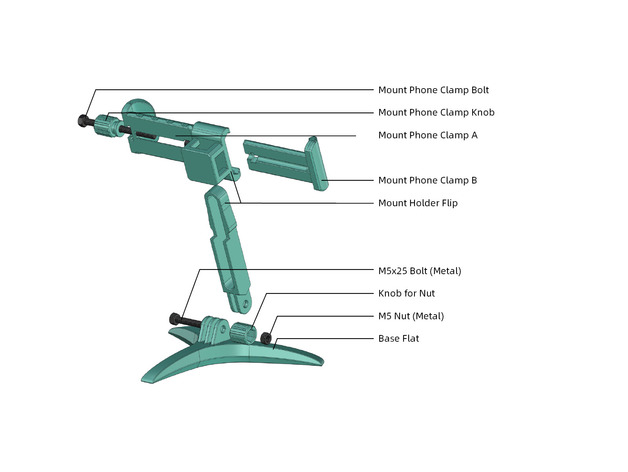 Mount Phone Clamp Bolt
Mount Phone Clamp Knob
Mount Phone Clamp A
Mount Phone Clamp B
Mount Holder Flip
M5x25 Bolt (Metal)
Knob for Nut
M5 Nut (Metal)
Base Flat